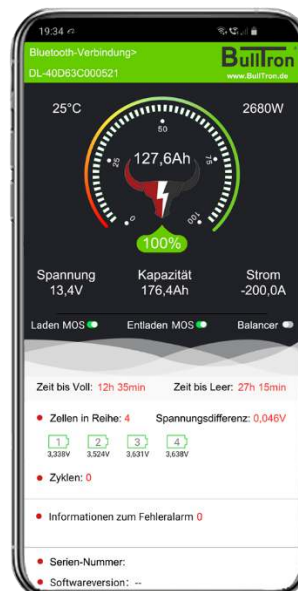 19:34
Bluetooth-Verbindung>
DL-40D63C000521
BullTron
www.BullTron.de
25°C
2680W
0
25
50
75
100
127,6Ah
100%
Spannung
13,4V
Kapazität
176,4Ah
Strom
-200,0A
Laden MOS
Entladen MOS
Balancer
Zeit bis Voll: 12h 35min
Zeit bis Leer: 27h 15min
Zellen in Reihe: 4
Spannungsdifferenz: 0,046V
1
2
3
4
3,338V
3,524V
3,631V
3,638V
Zyklen: 0
Informationen zum Fehleralarm 0
Serien-Nummer:
Softwareversion: --